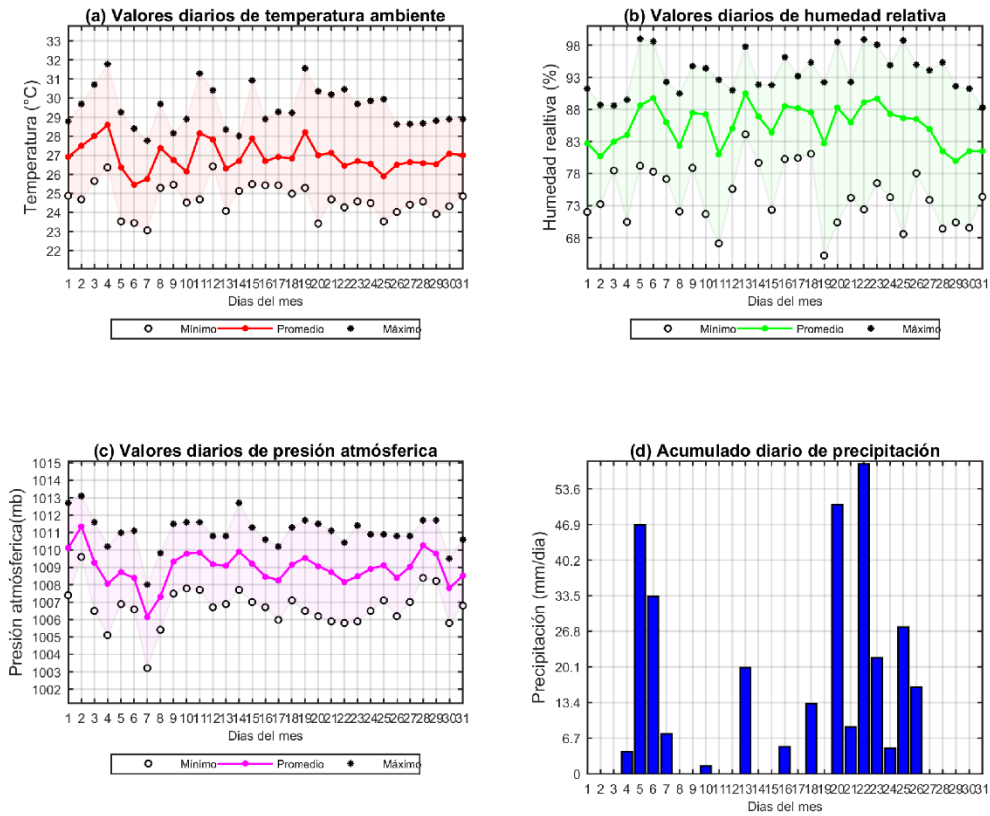 (a) Valores diarios de temperatura ambiente
33
32
31
30
29
28
27
26
25
24
23
22
Temperatura (°C)
1 2 3 4 5 6 7 8 9 10 11 12 13 14 15 16 17 18 19 20 21 22 23 24 25 26 27 28 29 30 31
Dias del mes
Minimo Promedio Máximo
(b) Valores diarios de humedad relativa
98
93
88
83
78
73
68
Humedad realtiva (%)
1 2 3 4 5 6 7 8 9 10 11 12 13 14 15 16 17 18 19 20 21 22 23 24 25 26 27 28 29 30 31
Dias del mes
Minimo Promedio Máximo
(c) Valores diarios de presión atmósferica
1015
1014
1013
1012
1011
1010
1009
1008
1007
1006
1005
1004
1003
1002
Presión atmósferica(mb)
1 2 3 4 5 6 7 8 9 10 11 12 13 14 15 16 17 18 19 20 21 22 23 24 25 26 27 28 29 30 31
Dias del mes
Minimo Promedio Máximo
(d) Acumulado diario de precipitación
53.6
46.9
40.2
33.5
26.8
20.1
13.4
6.7
0
Precipitación (mm/dia)
1 2 3 4 5 6 7 8 9 10 11 12 13 14 15 16 17 18 19 20 21 22 23 24 25 26 27 28 29 30 31
Dias del mes